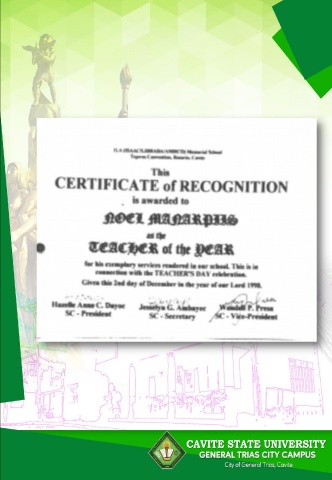 Memorial School
Tejeros Convention, Rosario, Cavite
This
CERTIFICATE of RECOGNITION
is awarded to
NOEL MANARPIIS
as the
TEACHER of the YEAR
for his exemplary services rendered in our school. This is in
connection with the TEACHER'S DAY celebration.
Given this 2nd day of December in the year of our Lord 1998.
Hazelle Anne C. Dayoc Jesselyn G. Ambayec Wendell P. Presa
SC - President SC - Secretary SC - Vice-President
CAVITE STATE UNIVERSITY
GENERAL TRIAS CITY CAMPUS
City of General Trias, Cavite